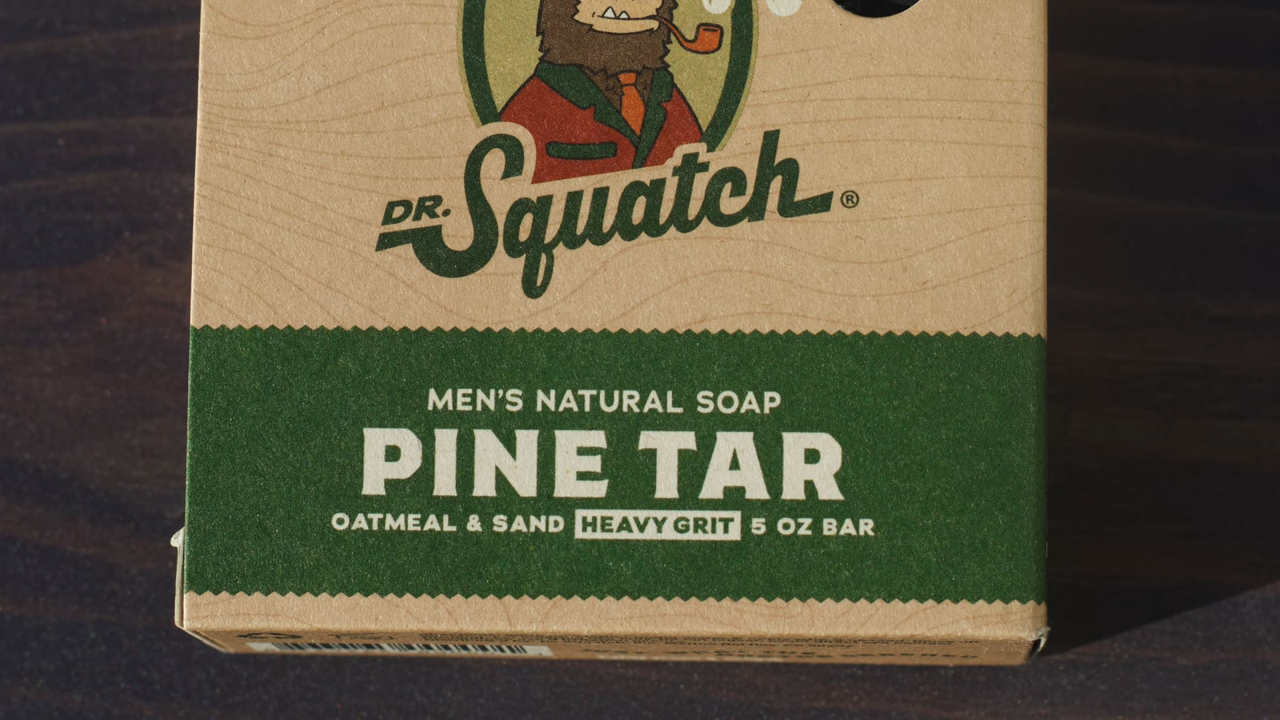 DR. Squatch®
MEN'S NATURAL SOAP
PINE TAR
OATMEAL & SAND HEAVY GRIT 5 OZ BAR